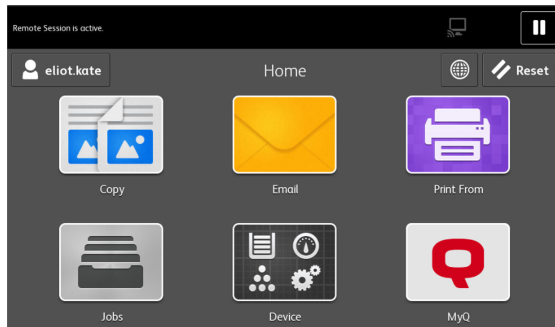 Remote Session is active.
eliot.kate
Home
Reset
Copy
Email
Print From
Jobs
Device
MyQ